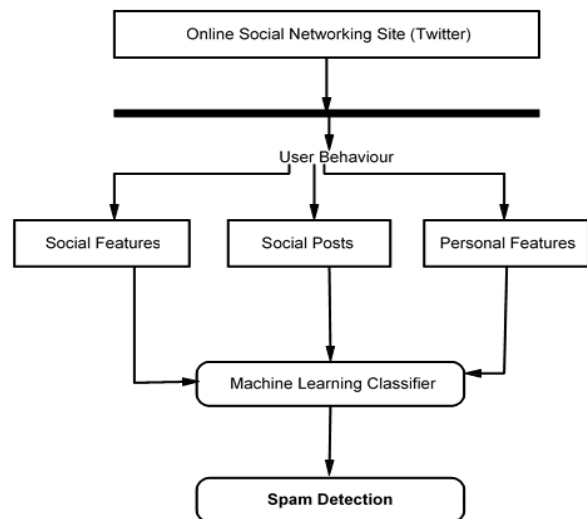 Online Social Networking Site (Twitter)
User Behaviour
Social Features
Social Posts
Personal Features
Machine Learning Classifier
Spam Detection